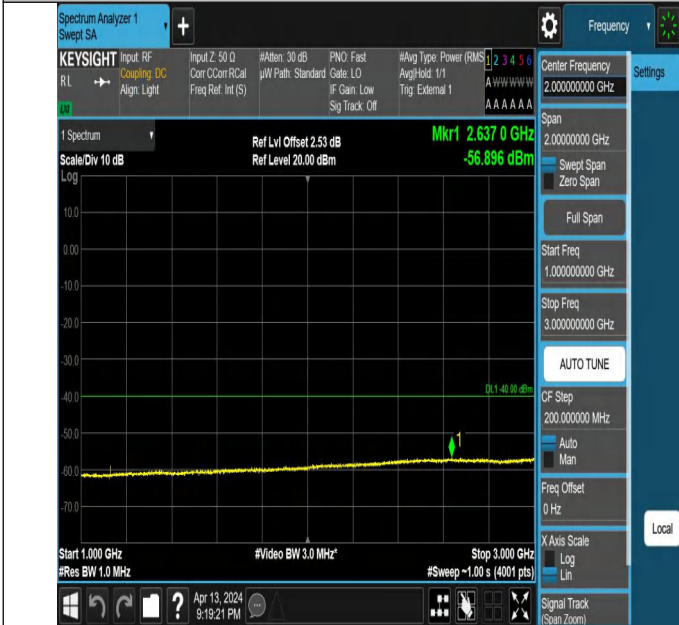 Spectrum Analyzer 1
Swept SA
+
Frequency
KEYSIGHT
RL
LXI
Input: RF
Coupling: DC
Align: Light
Input Z: 50 Ω
Corr CCorr RCal
Freq Ref: Int (S)
#Atten: 30 dB
µW Path: Standard
PNO: Fast
Gate: LO
IF Gain: Low
Sig Track: Off
#Avg Type: Power (RMS
Avg|Hold: 1/1
Trig: External 1
1 2 3 4 5 6
A W W W W W
A A A A A A
1 Spectrum
Scale/Div 10 dB
Log
Ref Lvl Offset 2.53 dB
Ref Level 20.00 dBm
Mkr1 2.637 0 GHz
-56.896 dBm
10.0
0.00
-10.0
-20.0
-30.0
-40.0
-50.0
-60.0
-70.0
DL1 -40.00 dBm
1
Start 1.000 GHz
#Res BW 1.0 MHz
#Video BW 3.0 MHz*
Stop 3.000 GHz
#Sweep ~1.00 s (4001 pts)
Apr 13, 2024
9:19:21 PM
?
Center Frequency
2.000000000 GHz
Span
2.00000000 GHz
Swept Span
Zero Span
Full Span
Start Freq
1.000000000 GHz
Stop Freq
3.000000000 GHz
AUTO TUNE
CF Step
200.000000 MHz
Auto
Man
Freq Offset
0 Hz
X Axis Scale
Log
Lin
Signal Track
(Span Zoom)
Settings
Local